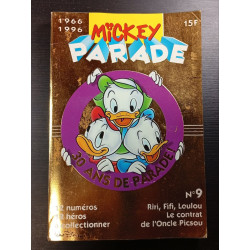 1966
1996
15F
MICKEY
PARADE
30 ANS DE PARADE!
numéros
héros
collectionner
N°9
Riri, Fifi, Loulou
Le contrat
de l'Oncle Picsou